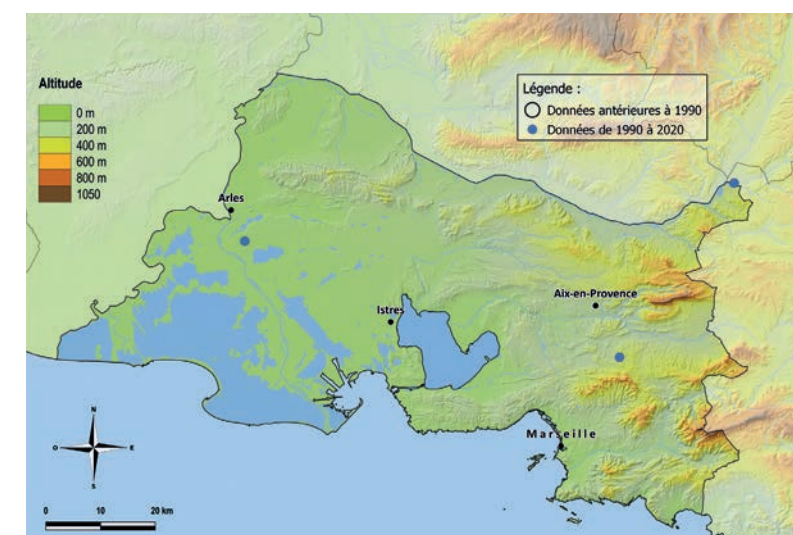 Altitude
0 m
200 m
400 m
600 m
800 m
1050
Légende :
Données antérieures à 1990
Données de 1990 à 2020
Arles
Istres
Aix-en-Provence
Marseille
N
O
E
S
0 10 20 km